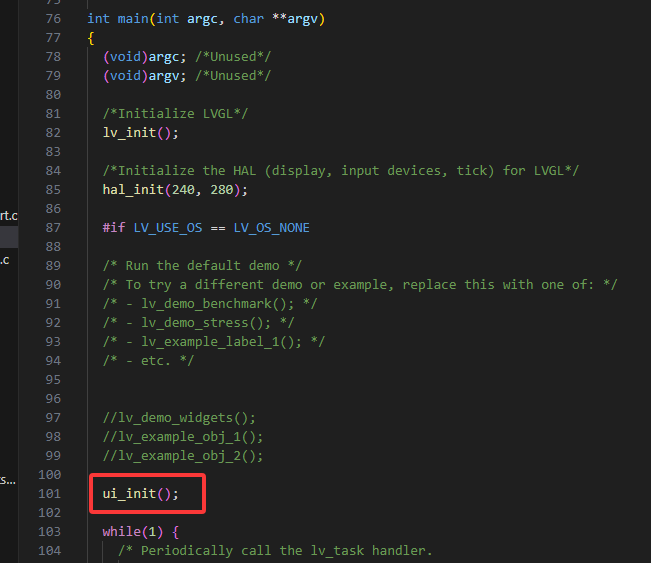 75
76 int main(int argc, char **argv)
77 {
78 (void)argc; /*Unused*/
79 (void)argv; /*Unused*/
80
81 /*Initialize LVGL*/
82 lv_init();
83
84 /*Initialize the HAL (display, input devices, tick) for LVGL*/
85 hal_init(240, 280);
86
rt.c
87 #if LV_USE_OS == LV_OS_NONE
88
.c
89 /* Run the default demo */
90 /* To try a different demo or example, replace this with one of: */
91 /* - lv_demo_benchmark(); */
92 /* - lv_demo_stress(); */
93 /* - lv_example_label_1(); */
94 /* - etc. */
95
96
97 //lv_demo_widgets();
98 //lv_example_obj_1();
99 //lv_example_obj_2();
100
ts...
101 ui_init();
102
103 while(1) {
104 /* Periodically call the lv_task handler.